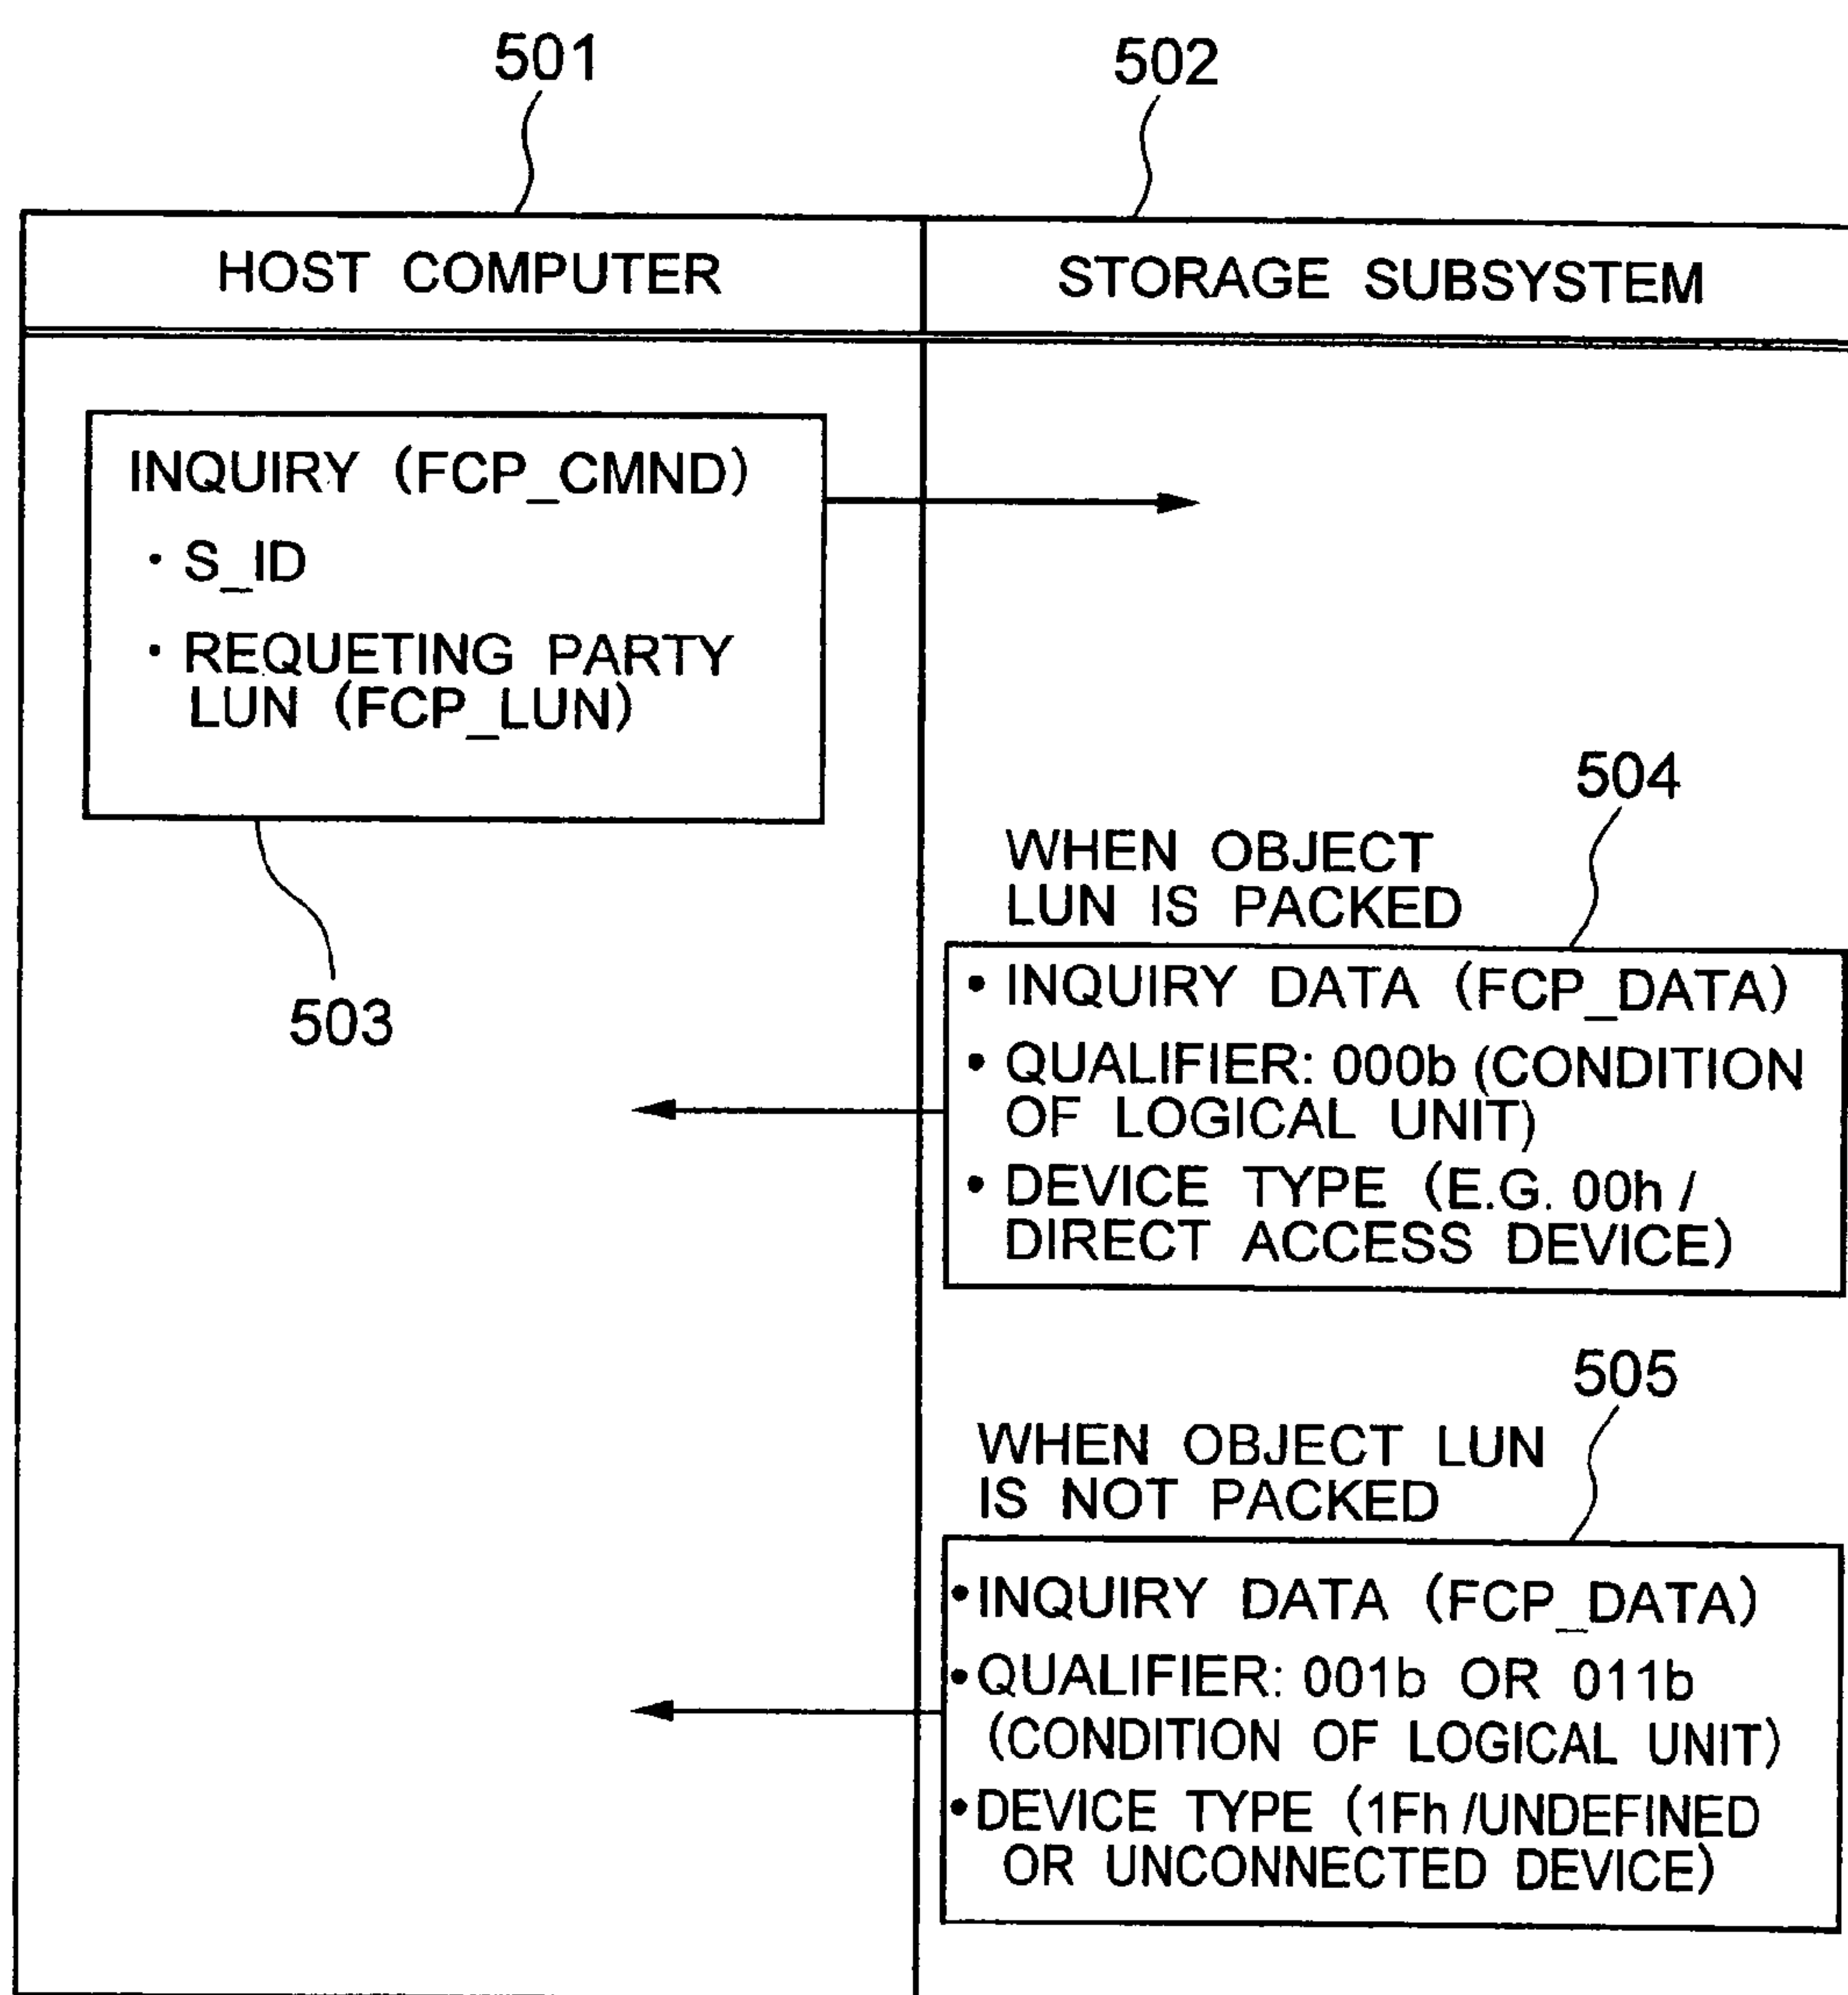 501
502
HOST COMPUTER
STORAGE SUBSYSTEM
INQUIRY (FCP_CMND)
· S_ID
· REQUETING PARTY
LUN (FCP_LUN)
503
504
WHEN OBJECT
LUN IS PACKED
• INQUIRY DATA (FCP_DATA)
• QUALIFIER: 000b (CONDITION
OF LOGICAL UNIT)
• DEVICE TYPE (E.G. 00h /
DIRECT ACCESS DEVICE)
505
WHEN OBJECT LUN
IS NOT PACKED
•INQUIRY DATA (FCP_DATA)
•QUALIFIER: 001b OR 011b
(CONDITION OF LOGICAL UNIT)
•DEVICE TYPE (1Fh /UNDEFINED
OR UNCONNECTED DEVICE)